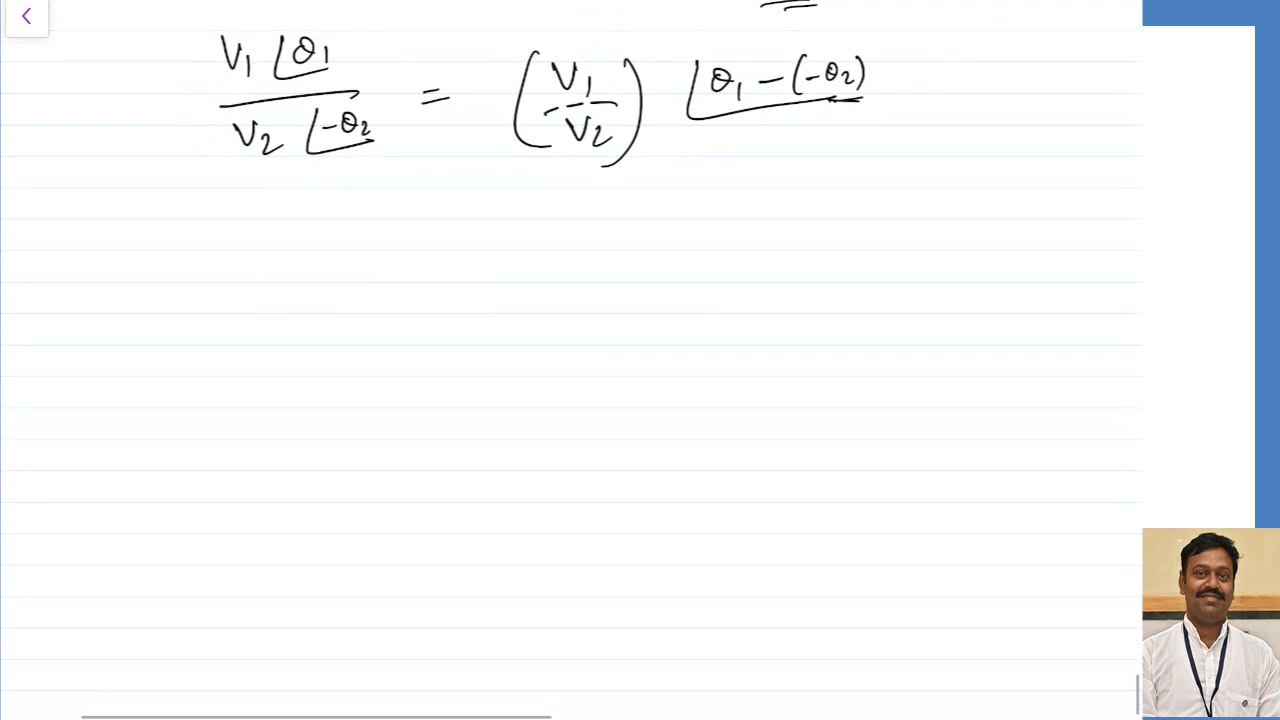 V1 ∠θ1 / V2 ∠-θ2 = (V1 / V2) ∠θ1 - (-θ2)